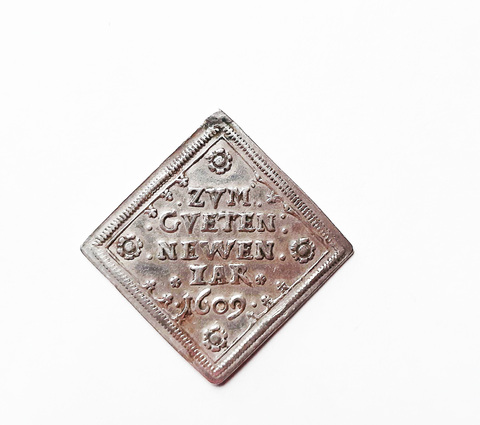 · ZVM ·
· GVETEN ·
· NEWEN ·
IAR
· 1609 ·